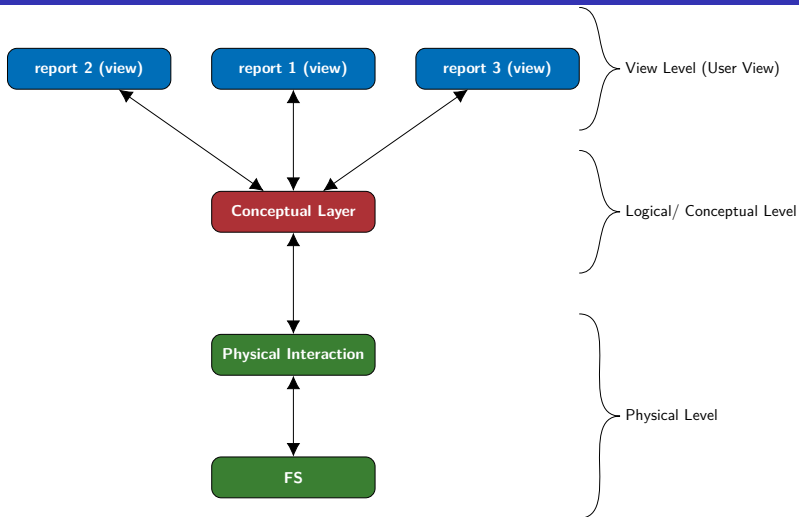 report 2 (view)
report 1 (view)
report 3 (view)
View Level (User View)
Conceptual Layer
Logical/ Conceptual Level
Physical Interaction
Physical Level
FS